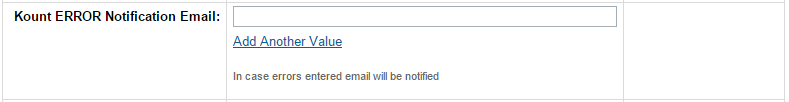 Kount ERROR Notification Email:
Add Another Value
In case errors entered email will be notified